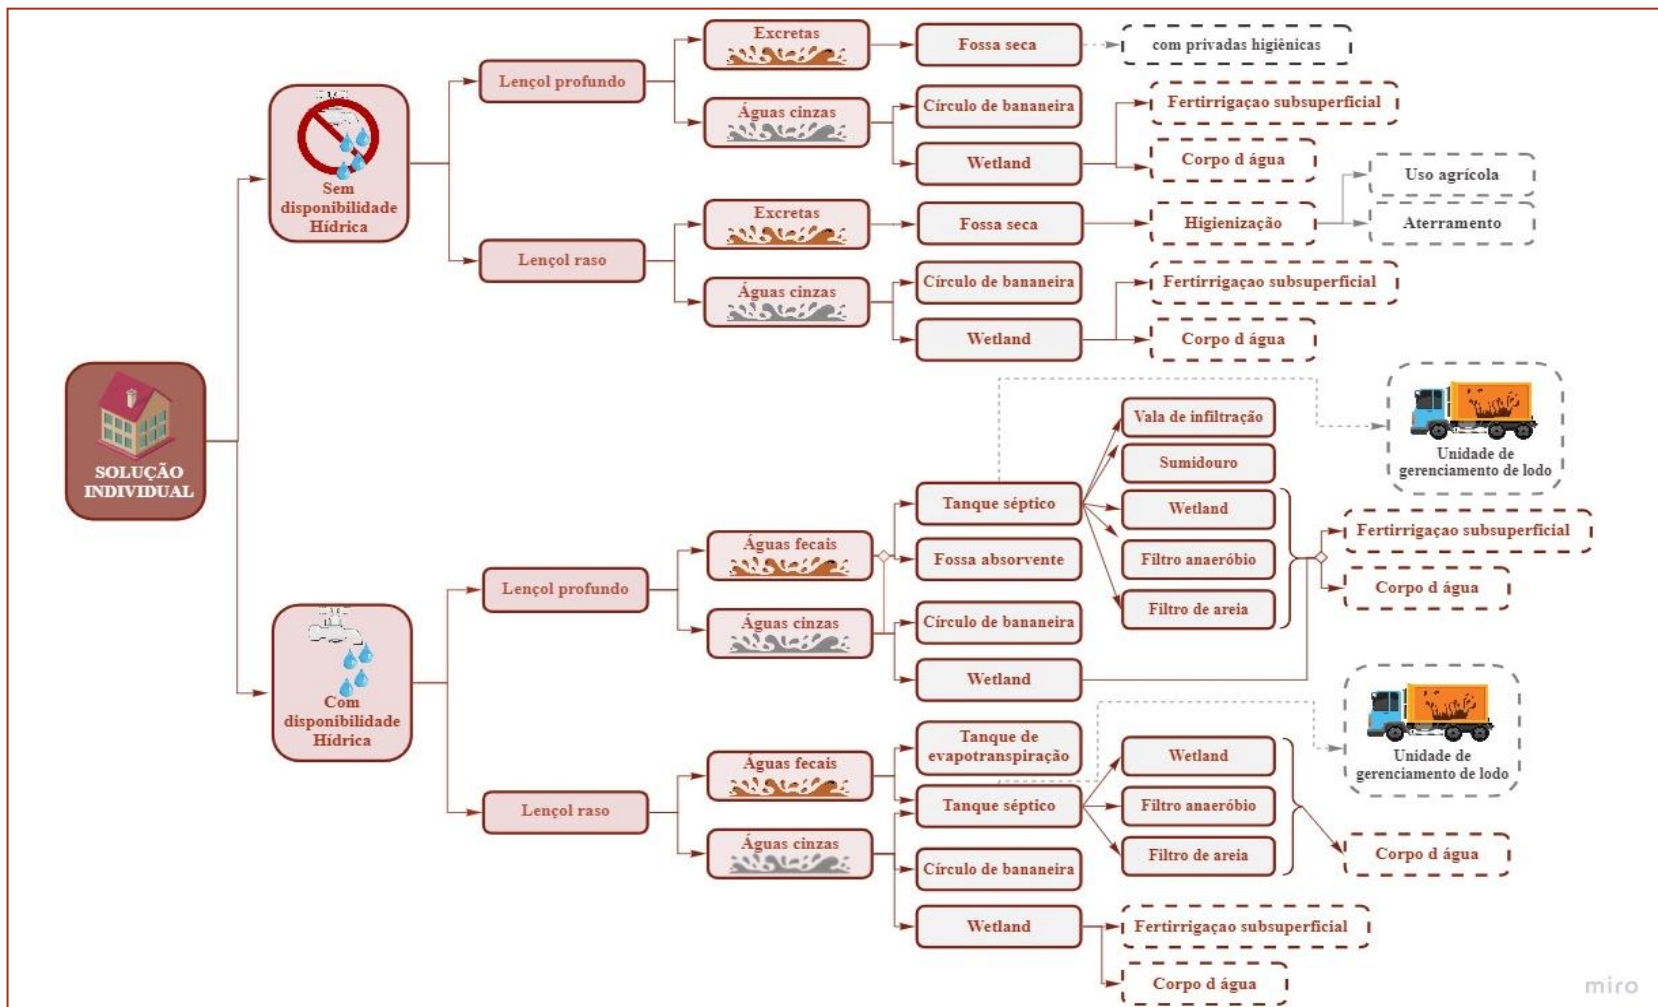 SOLUÇÃO
INDIVIDUAL
Sem
disponibilidade
Hídrica
Lençol profundo
Excretas
Fossa seca
com privadas higiênicas
Águas cinzas
Círculo de bananeira
Wetland
Fertirrigaçao subsuperficial
Corpo d água
Lençol raso
Excretas
Fossa seca
Higienização
Uso agrícola
Aterramento
Águas cinzas
Círculo de bananeira
Wetland
Fertirrigaçao subsuperficial
Corpo d água
Com
disponibilidade
Hídrica
Lençol profundo
Águas fecais
Tanque séptico
Fossa absorvente
Vala de infiltração
Sumidouro
Wetland
Filtro anaeróbio
Filtro de areia
Unidade de
gerenciamento de lodo
Fertirrigaçao subsuperficial
Corpo d água
Águas cinzas
Círculo de bananeira
Wetland
Lençol raso
Águas fecais
Tanque de
evapotranspiração
Tanque séptico
Wetland
Filtro anaeróbio
Filtro de areia
Unidade de
gerenciamento de lodo
Corpo d água
Águas cinzas
Círculo de bananeira
Wetland
Fertirrigaçao subsuperficial
Corpo d água
miro